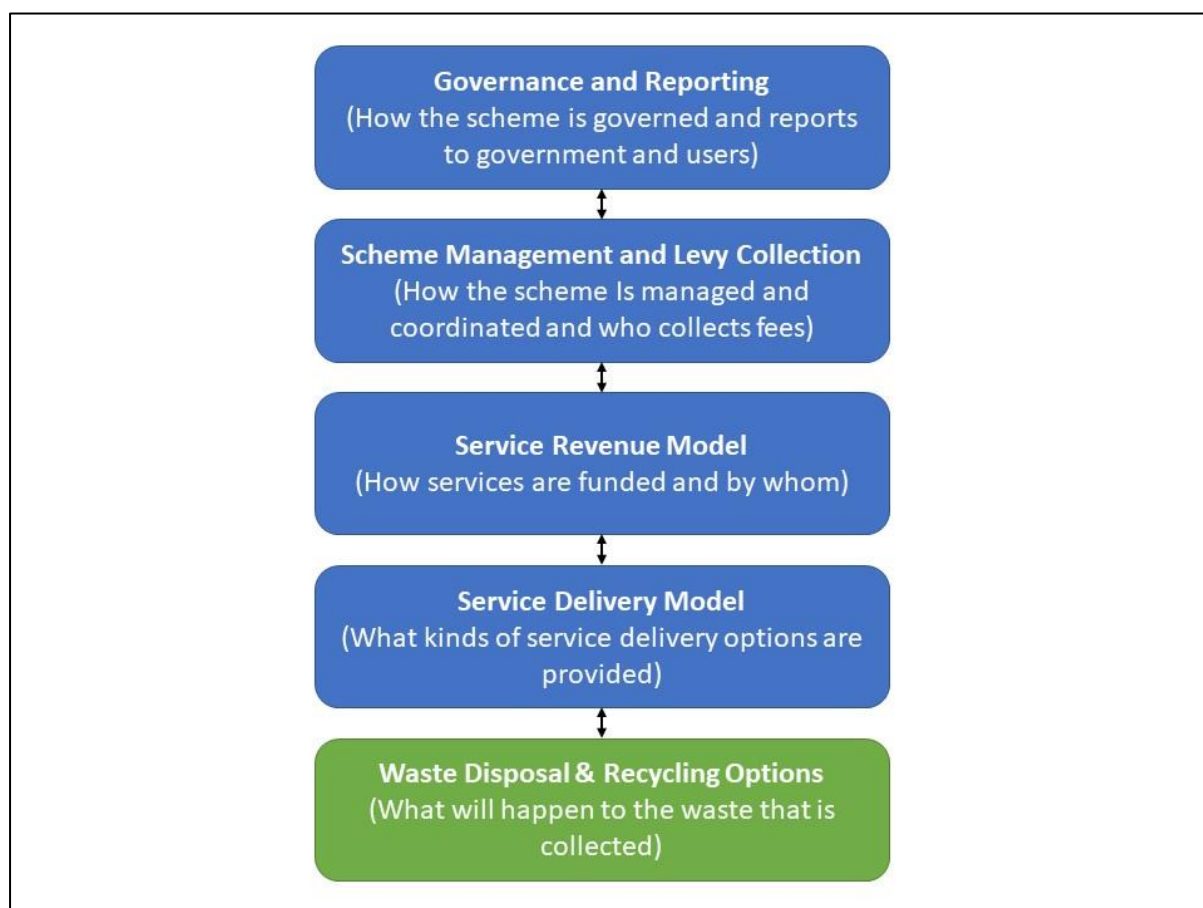 Governance and Reporting
(How the scheme is governed and reports
to government and users)
Scheme Management and Levy Collection
(How the scheme Is managed and
coordinated and who collects fees)
Service Revenue Model
(How services are funded and by whom)
Service Delivery Model
(What kinds of service delivery options are
provided)
Waste Disposal & Recycling Options
(What will happen to the waste that is
collected)